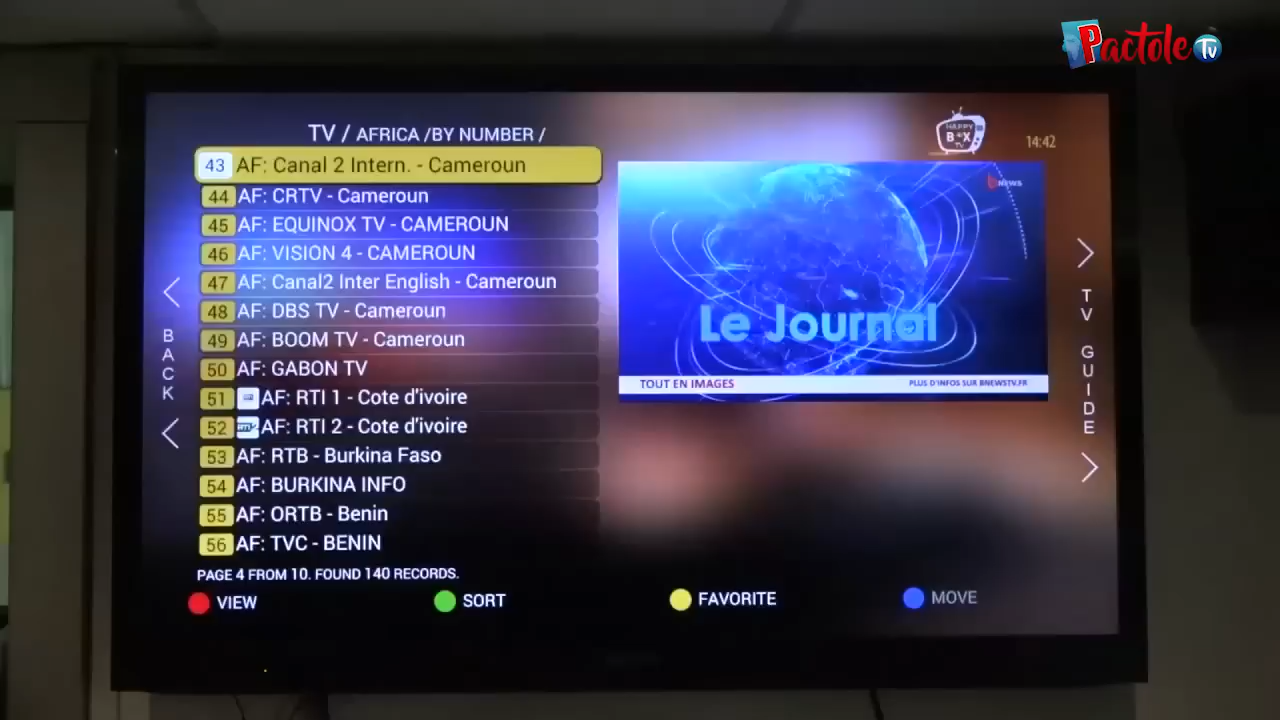 Pactole Tv
TV / AFRICA /BY NUMBER /
HAPPY
BOX
TV
14:42
43 AF: Canal 2 Intern. - Cameroun
44 AF: CRTV - Cameroun
45 AF: EQUINOX TV - CAMEROUN
46 AF: VISION 4 - CAMEROUN
47 AF: Canal2 Inter English - Cameroun
48 AF: DBS TV - Cameroun
49 AF: BOOM TV - Cameroun
50 AF: GABON TV
51 AF: RTI 1 - Cote d'ivoire
52 AF: RTI 2 - Cote d'ivoire
53 AF: RTB - Burkina Faso
54 AF: BURKINA INFO
55 AF: ORTB - Benin
56 AF: TVC - BENIN
PAGE 4 FROM 10. FOUND 140 RECORDS.
VIEW
SORT
FAVORITE
MOVE
BACK
bNEWS
Le Journal
TOUT EN IMAGES
PLUS D'INFOS SUR BNEWSTV.FR
TV GUIDE